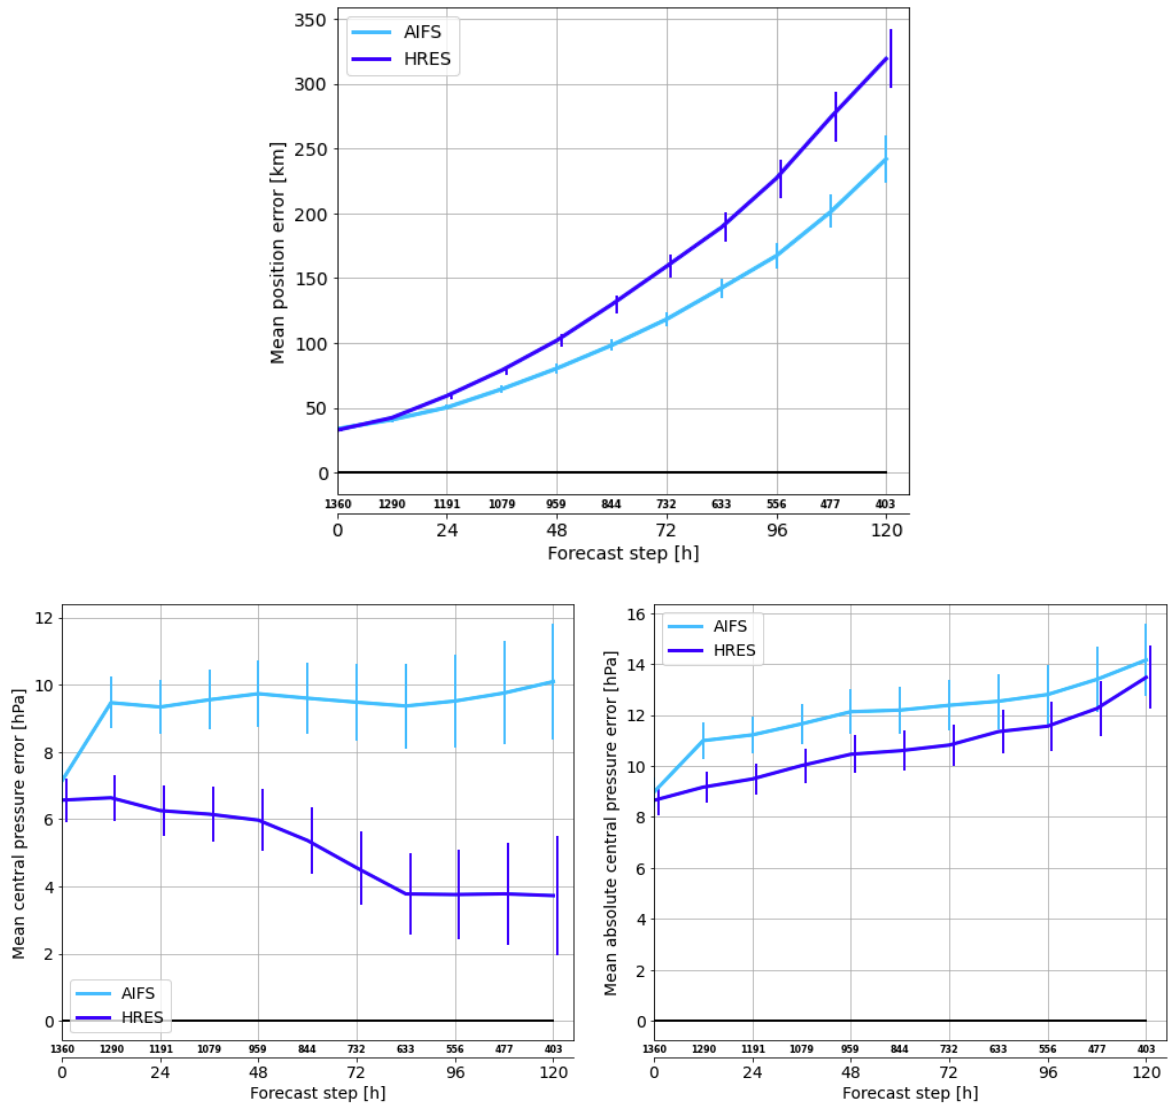 350
300
250
200
150
100
50
0
Mean position error [km]
AIFS
HRES
1360 1290 1191 1079 959 844 732 633 556 477 403
0 24 48 72 96 120
Forecast step [h]
12
10
8
6
4
2
0
Mean central pressure error [hPa]
AIFS
HRES
1360 1290 1191 1079 959 844 732 633 556 477 403
0 24 48 72 96 120
Forecast step [h]
16
14
12
10
8
6
4
2
0
Mean absolute central pressure error [hPa]
AIFS
HRES
1360 1290 1191 1079 959 844 732 633 556 477 403
0 24 48 72 96 120
Forecast step [h]